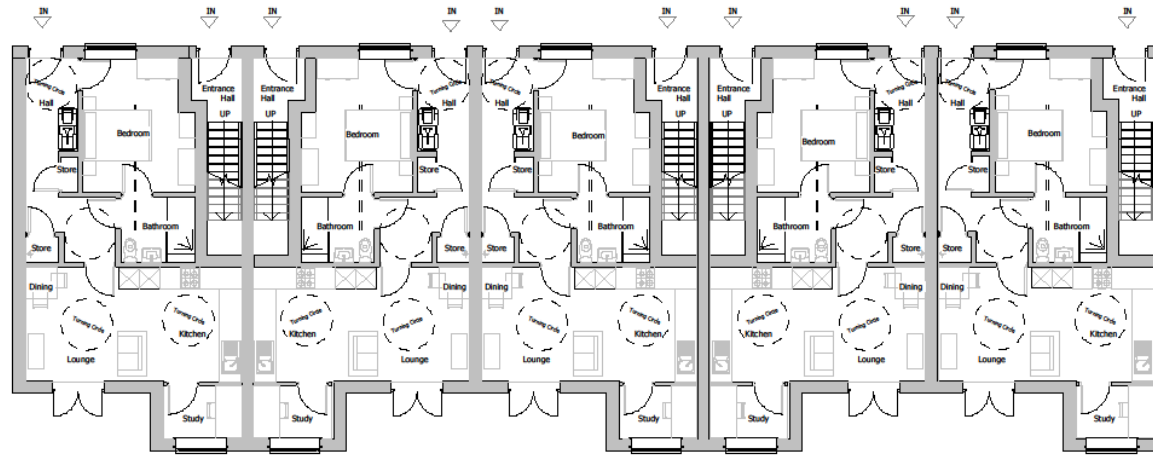 IN
IN
IN
IN
IN
IN
IN
IN
IN
IN
Turning Circle
Hall
Entrance
Hall
UP
Bedroom
Store
Bathroom
Store
Dining
Turning Circle
Turning Circle
Kitchen
Lounge
Study
Entrance
Hall
UP
Turning Circle
Hall
Bedroom
Store
Bathroom
Store
Dining
Turning Circle
Turning Circle
Kitchen
Lounge
Study
Turning Circle
Hall
Entrance
Hall
UP
Bedroom
Store
Bathroom
Store
Dining
Turning Circle
Turning Circle
Kitchen
Lounge
Study
Entrance
Hall
UP
Turning Circle
Hall
Bedroom
Store
Bathroom
Store
Dining
Turning Circle
Turning Circle
Kitchen
Lounge
Study
Turning Circle
Hall
Entrance
Hall
UP
Bedroom
Store
Bathroom
Store
Dining
Turning Circle
Turning Circle
Kitchen
Lounge
Study